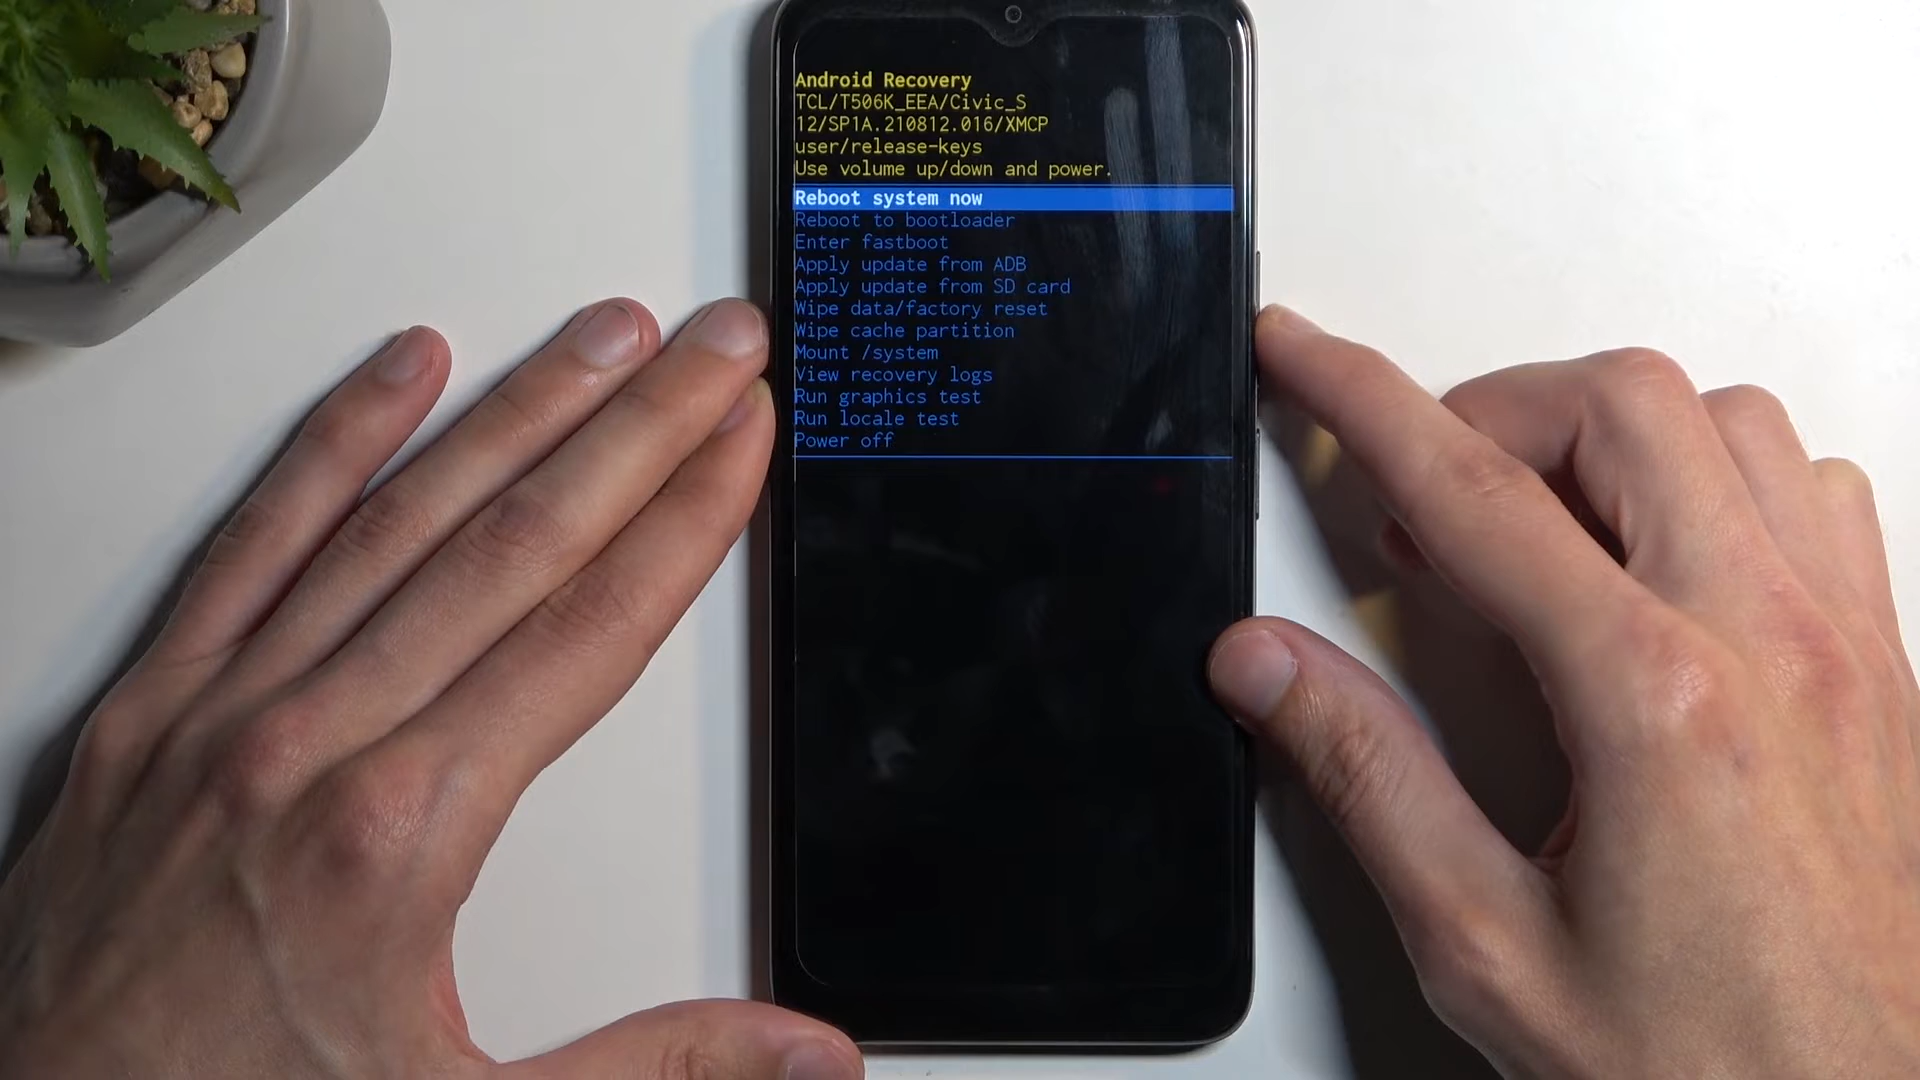 Android Recovery
TCL/T506K_EEA/Civic_S
12/SP1A.210812.016/XMCP
user/release-keys
Use volume up/down and power.
Reboot system now
Reboot to bootloader
Enter fastboot
Apply update from ADB
Apply update from SD card
Wipe data/factory reset
Wipe cache partition
Mount /system
View recovery logs
Run graphics test
Run locale test
Power off